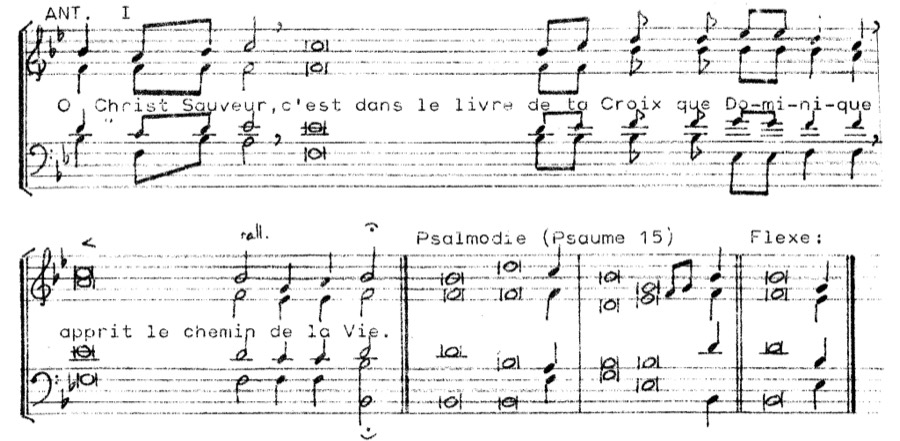 ANT. I
O Christ Sauveur, c'est dans le livre de ta Croix que Do-mi-ni-que
rall.
Psalmodie (Psaume 15) Flexe:
apprit le chemin de la Vie.